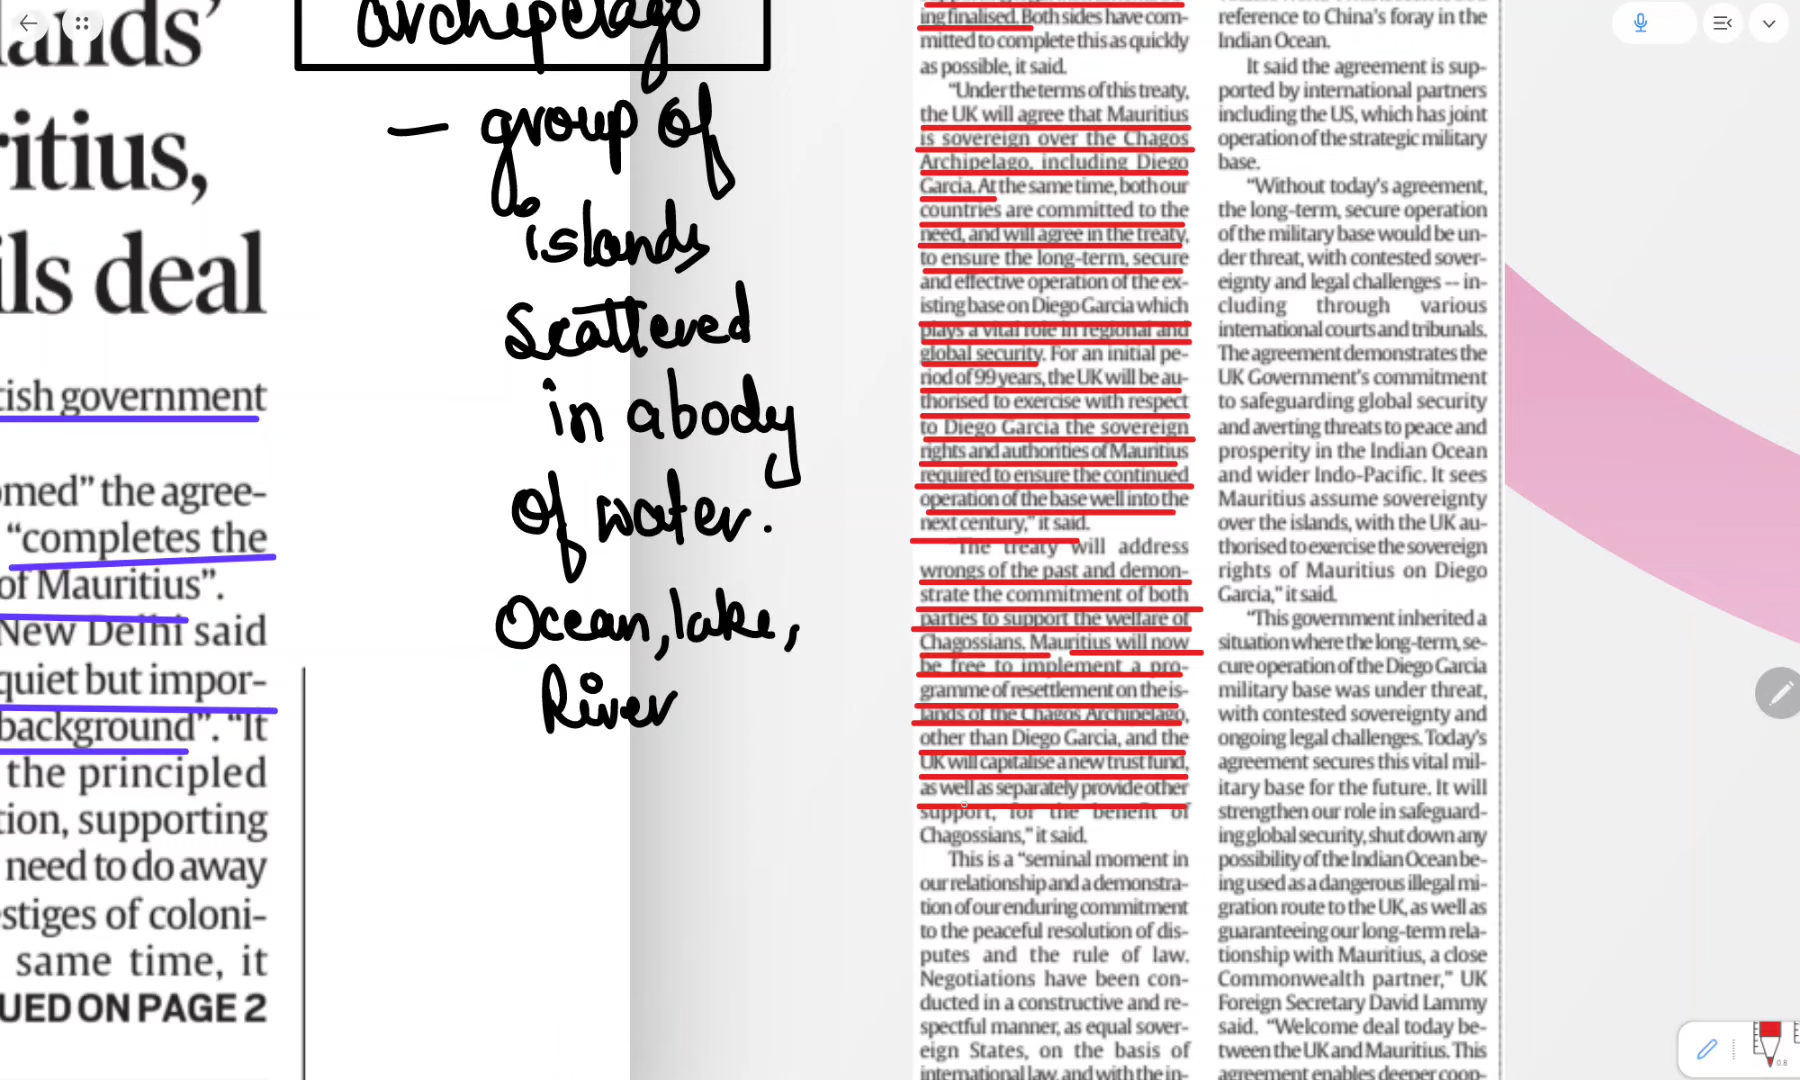 lands’
ritius,
ils deal
tish government
omed” the agree-
“completes the
of Mauritius”.
New Delhi said
quiet but impor-
background”. “It
the principled
tion, supporting
need to do away
stiges of coloni-
same time, it
UED ON PAGE 2
archipelago
— group of
islands
Scattered
in a body
of water.
Ocean, lake,
River
ing finalised. Both sides have com-
mitted to complete this as quickly
as possible, it said.
“Under the terms of this treaty,
the UK will agree that Mauritius
is sovereign over the Chagos
Archipelago, including Diego
Garcia. At the same time, both our
countries are committed to the
need, and will agree in the treaty,
to ensure the long-term, secure
and effective operation of the ex-
isting base on Diego Garcia which
plays a vital role in regional and
global security. For an initial pe-
riod of 99 years, the UK will be au-
thorised to exercise with respect
to Diego Garcia the sovereign
rights and authorities of Mauritius
required to ensure the continued
operation of the base well into the
next century,” it said.
The treaty will address
wrongs of the past and demon-
strate the commitment of both
parties to support the welfare of
Chagossians. Mauritius will now
be free to implement a pro-
gramme of resettlement on the is-
lands of the Chagos Archipelago,
other than Diego Garcia, and the
UK will capitalise a new trust fund,
as well as separately provide other
support, for the benefit of
Chagossians,” it said.
This is a “seminal moment in
our relationship and a demonstra-
tion of our enduring commitment
to the peaceful resolution of dis-
putes and the rule of law.
Negotiations have been con-
ducted in a constructive and re-
spectful manner, as equal sover-
eign States, on the basis of
international law, and with the in-
reference to China’s foray in the
Indian Ocean.
It said the agreement is sup-
ported by international partners
including the US, which has joint
operation of the strategic military
base.
“Without today’s agreement,
the long-term, secure operation
of the military base would be un-
der threat, with contested sover-
eignty and legal challenges -- in-
cluding through various
international courts and tribunals.
The agreement demonstrates the
UK Government’s commitment
to safeguarding global security
and averting threats to peace and
prosperity in the Indian Ocean
and wider Indo-Pacific. It sees
Mauritius assume sovereignty
over the islands, with the UK au-
thorised to exercise the sovereign
rights of Mauritius on Diego
Garcia,” it said.
“This government inherited a
situation where the long-term, se-
cure operation of the Diego Garcia
military base was under threat,
with contested sovereignty and
ongoing legal challenges. Today’s
agreement secures this vital mil-
itary base for the future. It will
strengthen our role in safeguard-
ing global security, shut down any
possibility of the Indian Ocean be-
ing used as a dangerous illegal mi-
gration route to the UK, as well as
guaranteeing our long-term rela-
tionship with Mauritius, a close
Commonwealth partner,” UK
Foreign Secretary David Lammy
said. “Welcome deal today be-
tween the UK and Mauritius. This
agreement enables deeper coop-